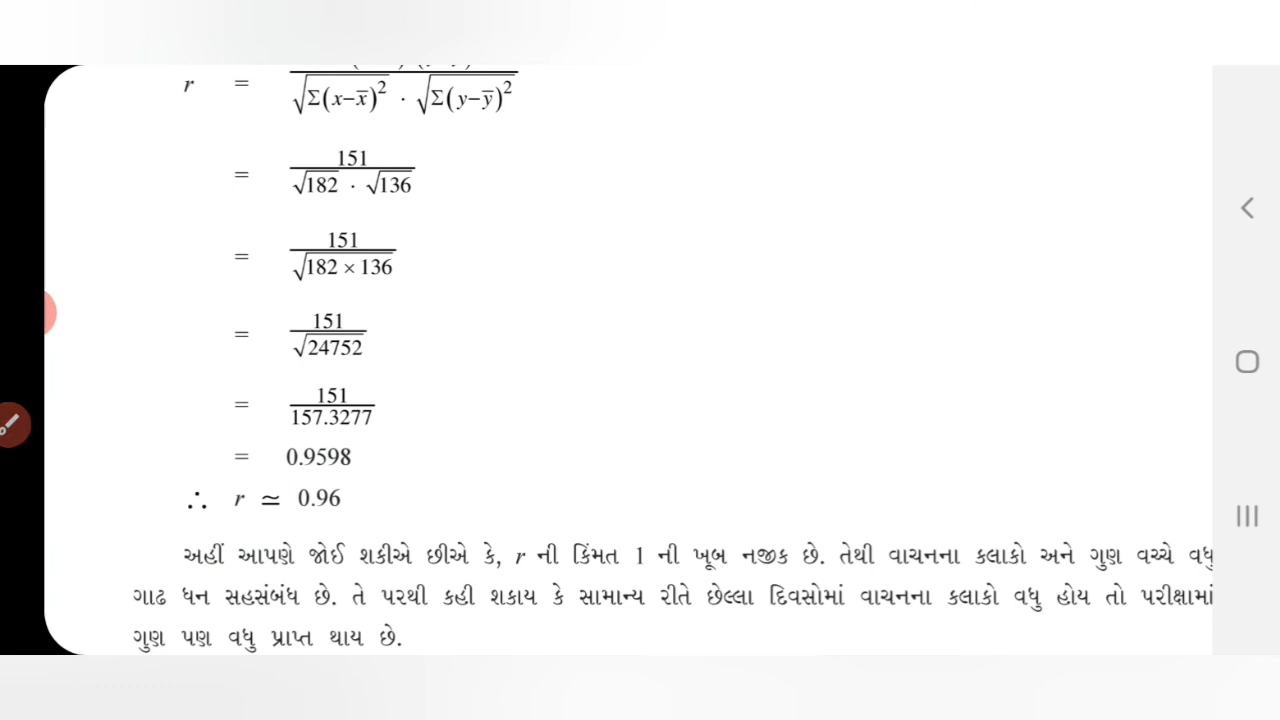 r = / √Σ(x–x̄)² · √Σ(y–ȳ)²
= 151 / √182 · √136
= 151 / √182 × 136
= 151 / √24752
= 151 / 157.3277
= 0.9598
∴ r ≃ 0.96
અહીં આપણે જોઈ શકીએ છીએ કે, r ની કિંમત 1 ની ખૂબ નજીક છે. તેથી વાચનના કલાકો અને ગુણ વચ્ચે વધુ
ગાઢ ધન સહસંબંધ છે. તે પરથી કહી શકાય કે સામાન્ય રીતે છેલ્લા દિવસોમાં વાચનના કલાકો વધુ હોય તો પરીક્ષામાં
ગુણ પણ વધુ પ્રાપ્ત થાય છે.